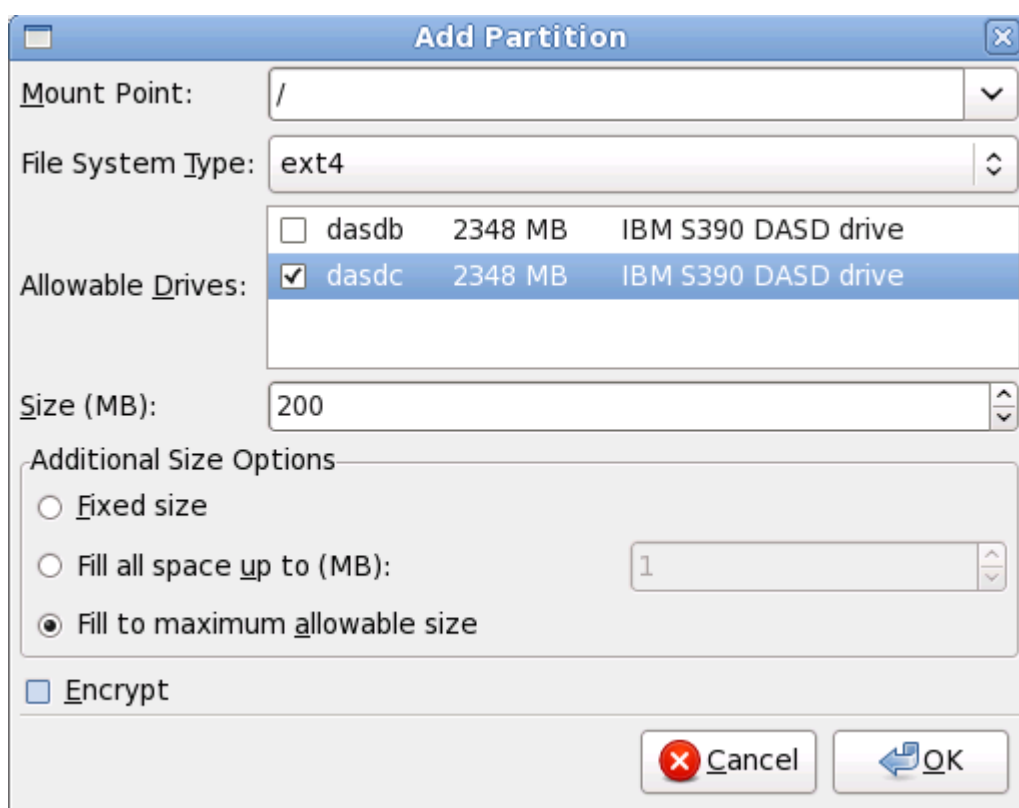 Add Partition
Mount Point: /
File System Type: ext4
dasdb 2348 MB IBM S390 DASD drive
Allowable Drives: dasdc 2348 MB IBM S390 DASD drive
Size (MB): 200
Additional Size Options
Fixed size
Fill all space up to (MB): 1
Fill to maximum allowable size
Encrypt
Cancel OK